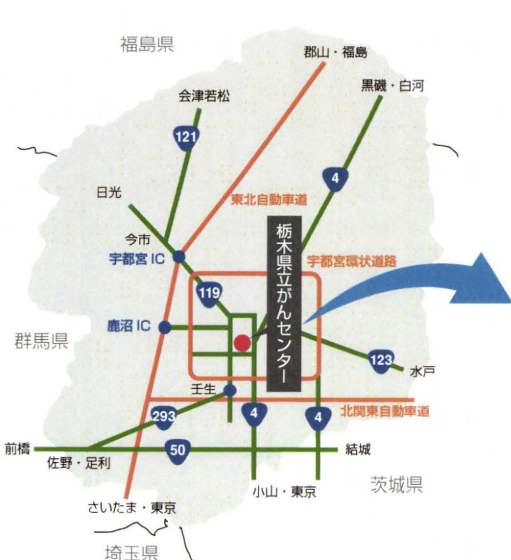 福島県
郡山・福島
黒磯・白河
会津若松
121
4
日光
東北自動車道
今市
宇都宮IC
栃木県立がんセンター
宇都宮環状道路
119
鹿沼IC
群馬県
123
水戸
壬生
293
4
4
北関東自動車道
前橋
50
結城
佐野・足利
小山・東京
茨城県
さいたま・東京
埼玉県